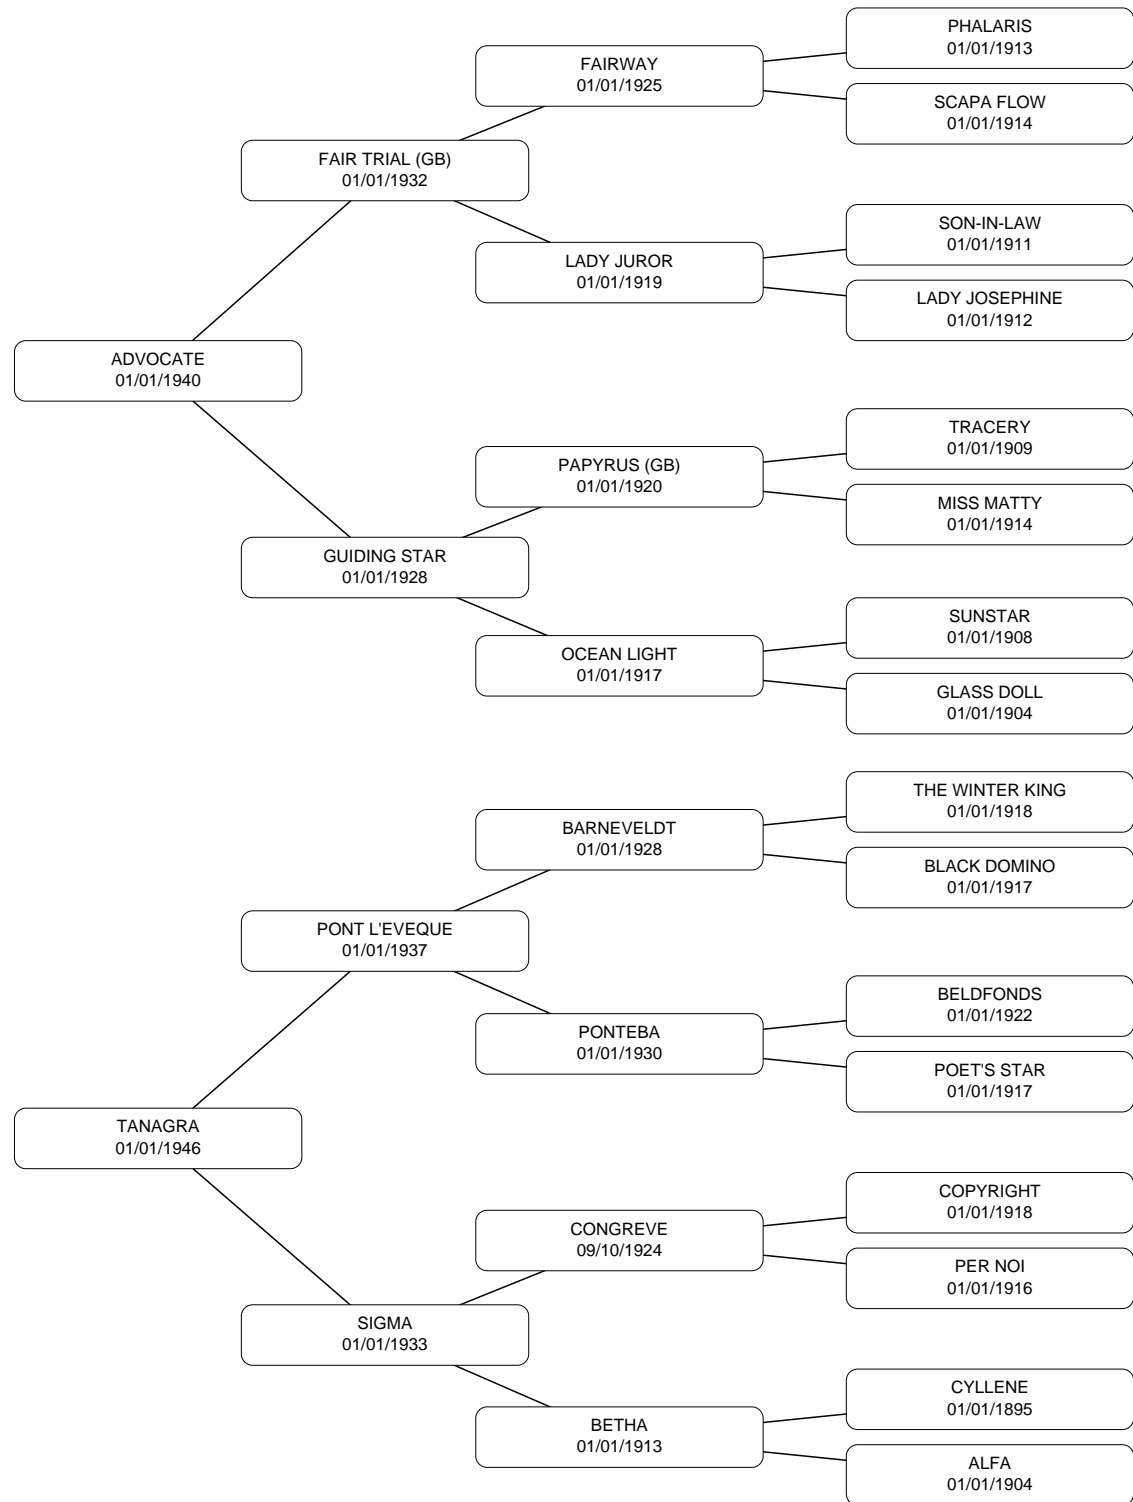 PHALARIS
01/01/1913
FAIRWAY
01/01/1925
SCAPA FLOW
01/01/1914
FAIR TRIAL (GB)
01/01/1932
SON-IN-LAW
01/01/1911
LADY JUROR
01/01/1919
LADY JOSEPHINE
01/01/1912
ADVOCATE
01/01/1940
TRACERY
01/01/1909
PAPYRUS (GB)
01/01/1920
MISS MATTY
01/01/1914
GUIDING STAR
01/01/1928
SUNSTAR
01/01/1908
OCEAN LIGHT
01/01/1917
GLASS DOLL
01/01/1904
THE WINTER KING
01/01/1918
BARNEVELDT
01/01/1928
BLACK DOMINO
01/01/1917
PONT L'EVEQUE
01/01/1937
BELDFONDS
01/01/1922
PONTEBA
01/01/1930
POET'S STAR
01/01/1917
TANAGRA
01/01/1946
COPYRIGHT
01/01/1918
CONGREVE
09/10/1924
PER NOI
01/01/1916
SIGMA
01/01/1933
CYLLENE
01/01/1895
BETHA
01/01/1913
ALFA
01/01/1904